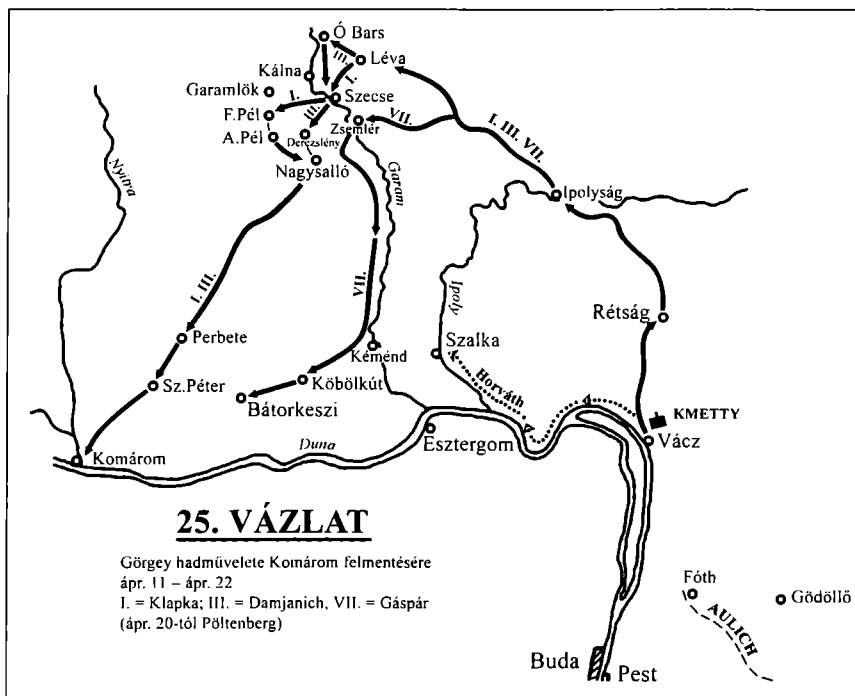 Ó Bars
III.
Léva
Kálna
I.
Garamlök
I.
Szecse
F.Pél
III.
Zsemlér
VII.
I. III. VII.
A.Pél
Derezslény
Nagysalló
Nyitra
Garam
Ipolyság
VII.
I. III.
Ipoly
Rétság
Perbete
Szalka
Kéménd
Sz.Péter
Köbölkút
Horváth
Bátorkeszi
KMETTY
Esztergom
Vácz
Duna
Komárom
25. VÁZLAT
Görgey hadművelete Komárom felmentésére
ápr. 11 – ápr. 22
I. = Klapka; III. = Damjanich, VII. = Gáspár
(ápr. 20-tól Pöltenberg)
Fóth
Gödöllő
AULICH
Buda
Pest